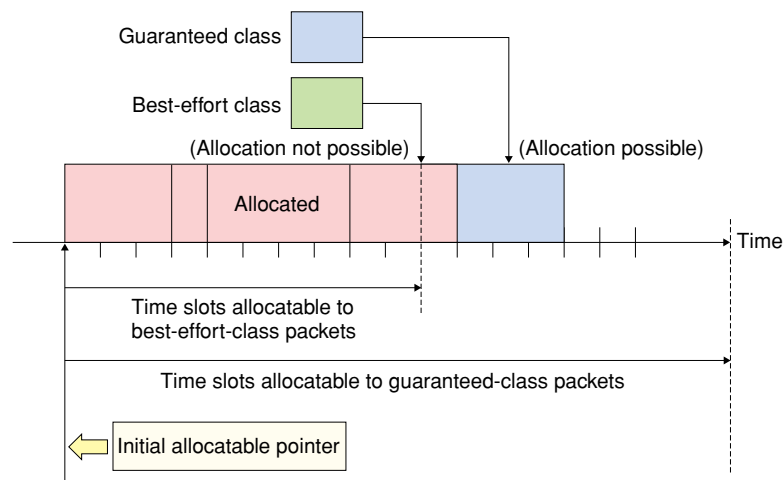 Guaranteed class
Best-effort class
(Allocation not possible)
(Allocation possible)
Allocated
Time
Time slots allocatable to
best-effort-class packets
Time slots allocatable to guaranteed-class packets
Initial allocatable pointer